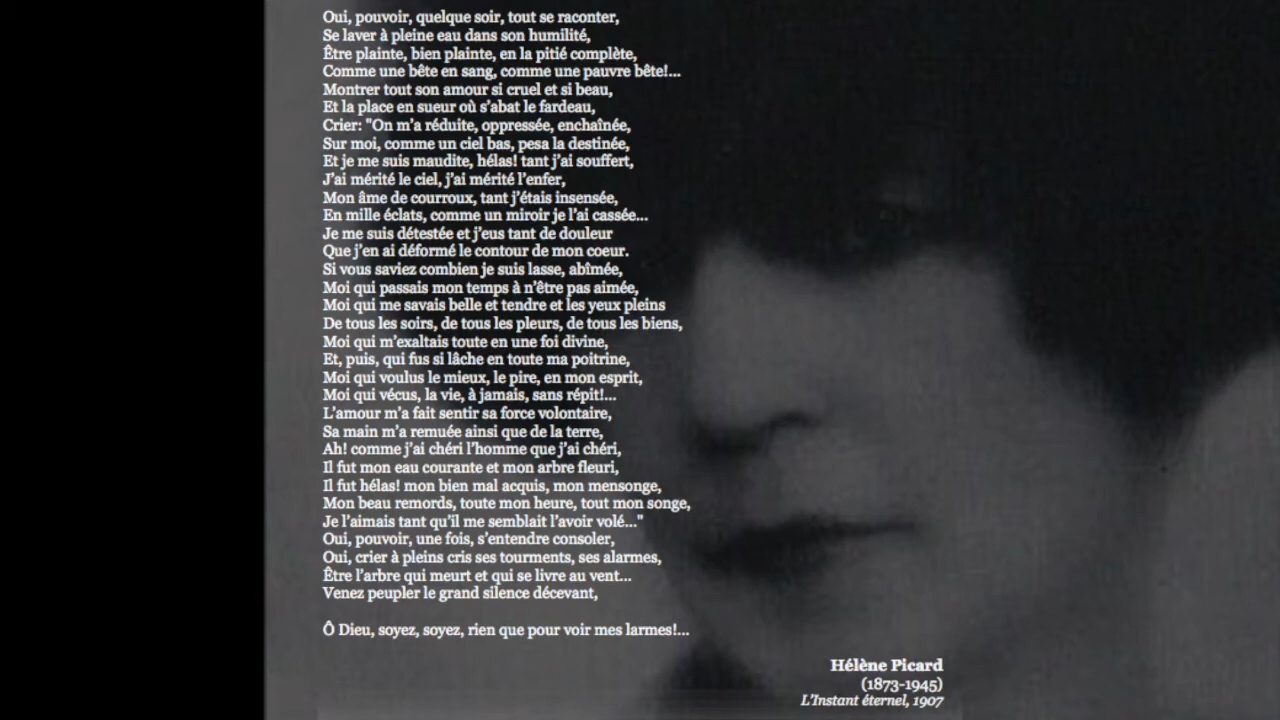 Oui, pouvoir, quelque soir, tout se raconter,
Se laver à pleine eau dans son humilité,
Être plainte, bien plainte, en la pitié complète,
Comme une bête en sang, comme une pauvre bête!...
Montrer tout son amour si cruel et si beau,
Et la place en sueur où s'abat le fardeau,
Crier: "On m'a réduite, oppressée, enchaînée,
Sur moi, comme un ciel bas, pesa la destinée,
Et je me suis maudite, hélas! tant j'ai souffert,
J'ai mérité le ciel, j'ai mérité l'enfer,
Mon âme de courroux, tant j'étais insensée,
En mille éclats, comme un miroir je l'ai cassée...
Je me suis détestée et j'eus tant de douleur
Que j'en ai déformé le contour de mon coeur.
Si vous saviez combien je suis lasse, abîmée,
Moi qui passais mon temps à n'être pas aimée,
Moi qui me savais belle et tendre et les yeux pleins
De tous les soirs, de tous les pleurs, de tous les biens,
Moi qui m'exaltais toute en une foi divine,
Et, puis, qui fus si lâche en toute ma poitrine,
Moi qui voulus le mieux, le pire, en mon esprit,
Moi qui vécus, la vie, à jamais, sans répit!...
L'amour m'a fait sentir sa force volontaire,
Sa main m'a remuée ainsi que de la terre,
Ah! comme j'ai chéri l'homme que j'ai chéri,
Il fut mon eau courante et mon arbre fleuri,
Il fut hélas! mon bien mal acquis, mon mensonge,
Mon beau remords, toute mon heure, tout mon songe,
Je l'aimais tant qu'il me semblait l'avoir volé..."
Oui, pouvoir, une fois, s'entendre consoler,
Oui, crier à pleins cris ses tourments, ses alarmes,
Être l'arbre qui meurt et qui se livre au vent...
Venez peupler le grand silence décevant,
Ô Dieu, soyez, soyez, rien que pour voir mes larmes!...
Hélène Picard
(1873-1945)
L'Instant éternel, 1907